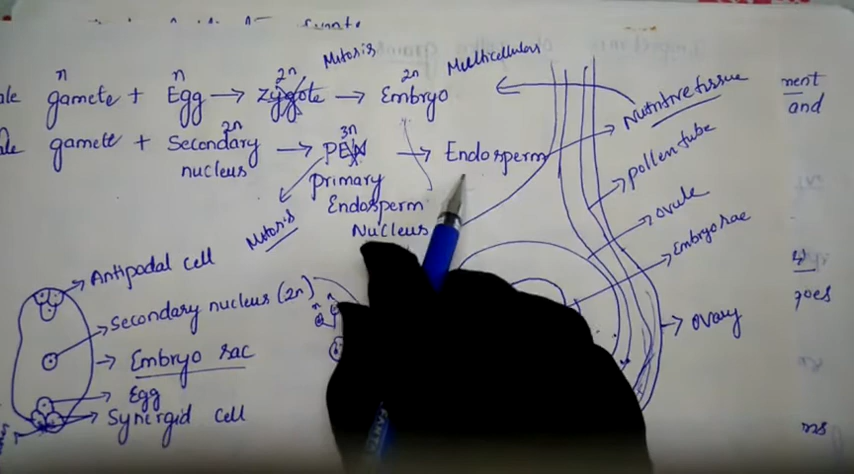 n n 2n Mitosis 2n Multicellular
gamete + Egg → Zygote → Embryo
gamete + Secondary nucleus 2n → PEN 3n → Endosperm
Primary
Endosperm
Nucleus
Mitosis
Nutritive tissue
pollen tube
ovule
Embryo sac
ovary
Antipodal cell
Secondary nucleus (2n)
Embryo sac
Egg
Synergid cell
n n
and
goes